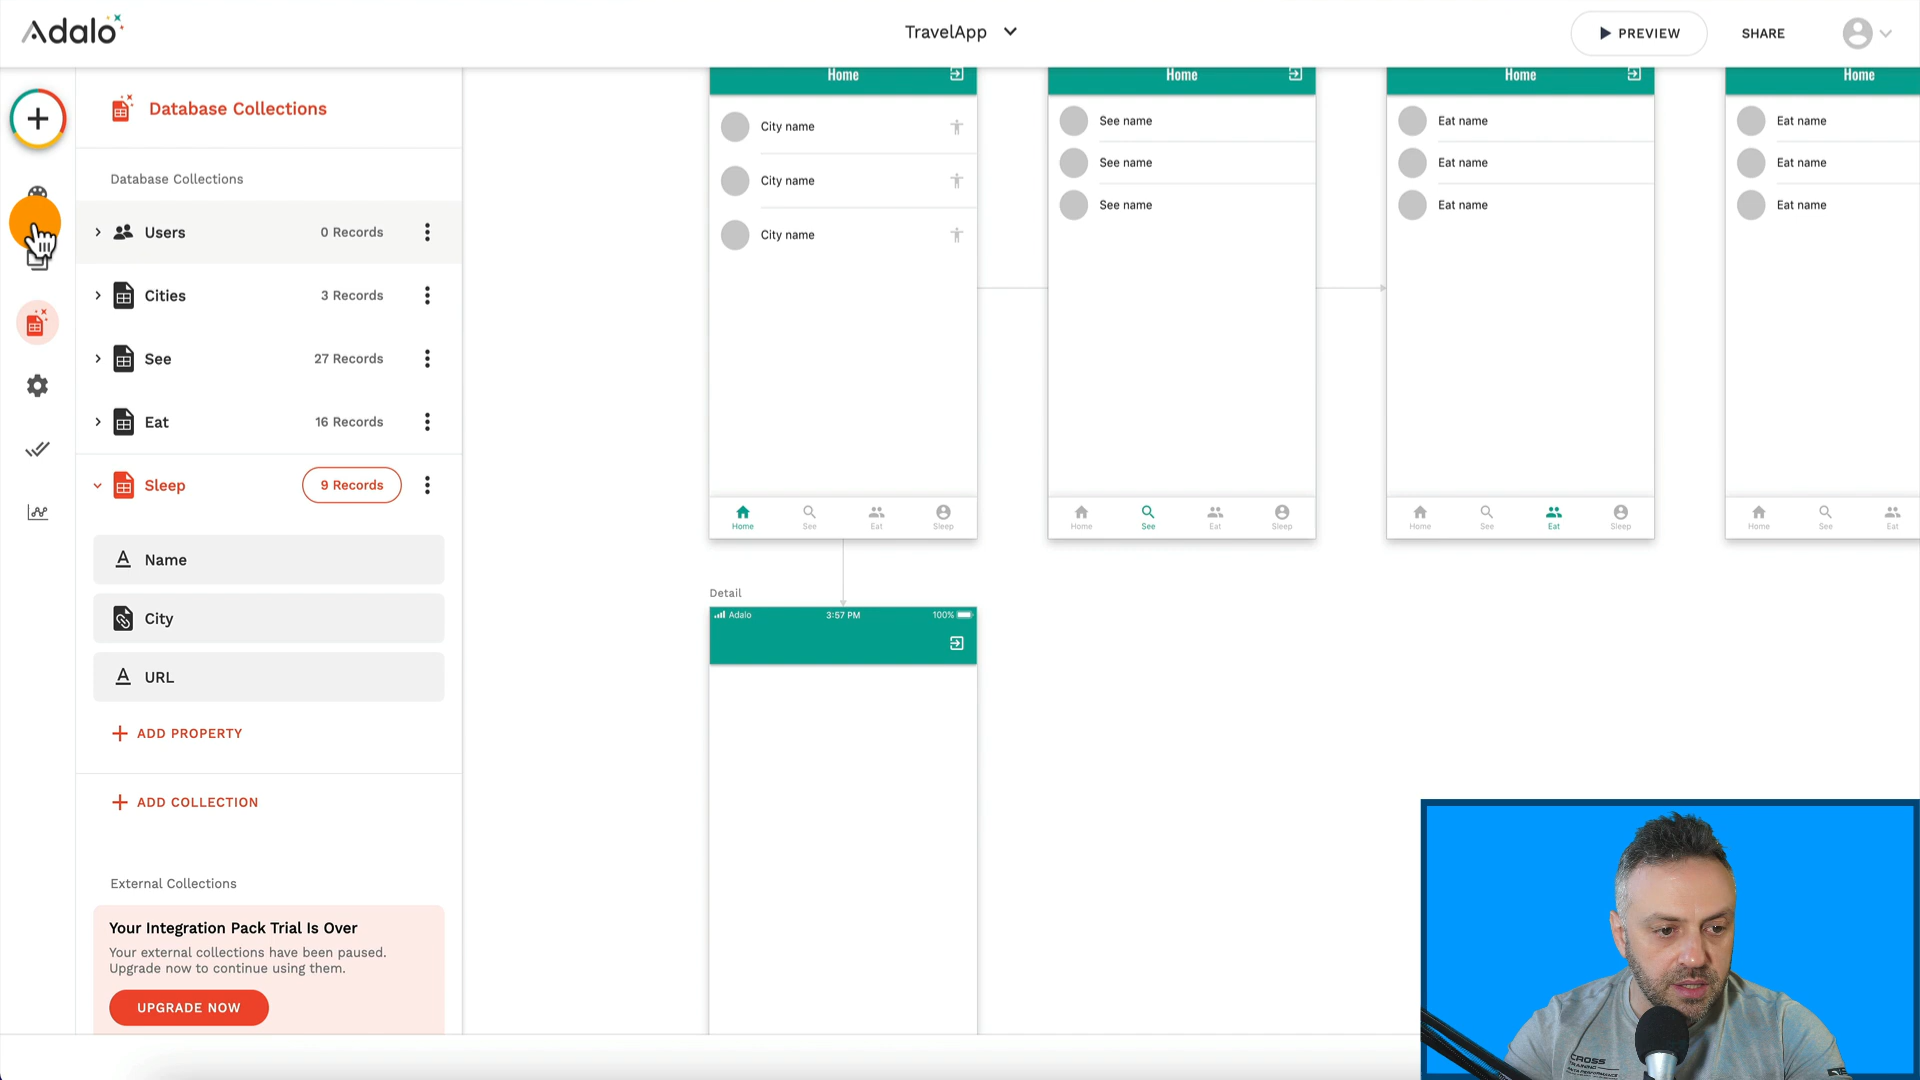 Adalo
TravelApp
PREVIEW
SHARE
Database Collections
Database Collections
Users
0 Records
Cities
3 Records
See
27 Records
Eat
16 Records
Sleep
9 Records
Name
City
URL
ADD PROPERTY
ADD COLLECTION
External Collections
Your Integration Pack Trial Is Over
Your external collections have been paused.
Upgrade now to continue using them.
UPGRADE NOW
Home
City name
City name
City name
Home
See
Eat
Sleep
Home
See name
See name
See name
Home
See
Eat
Sleep
Home
Eat name
Eat name
Eat name
Home
See
Eat
Sleep
Home
Eat name
Eat name
Eat name
Home
See
Eat
Detail
Adalo
3:57 PM
100%
CROSS